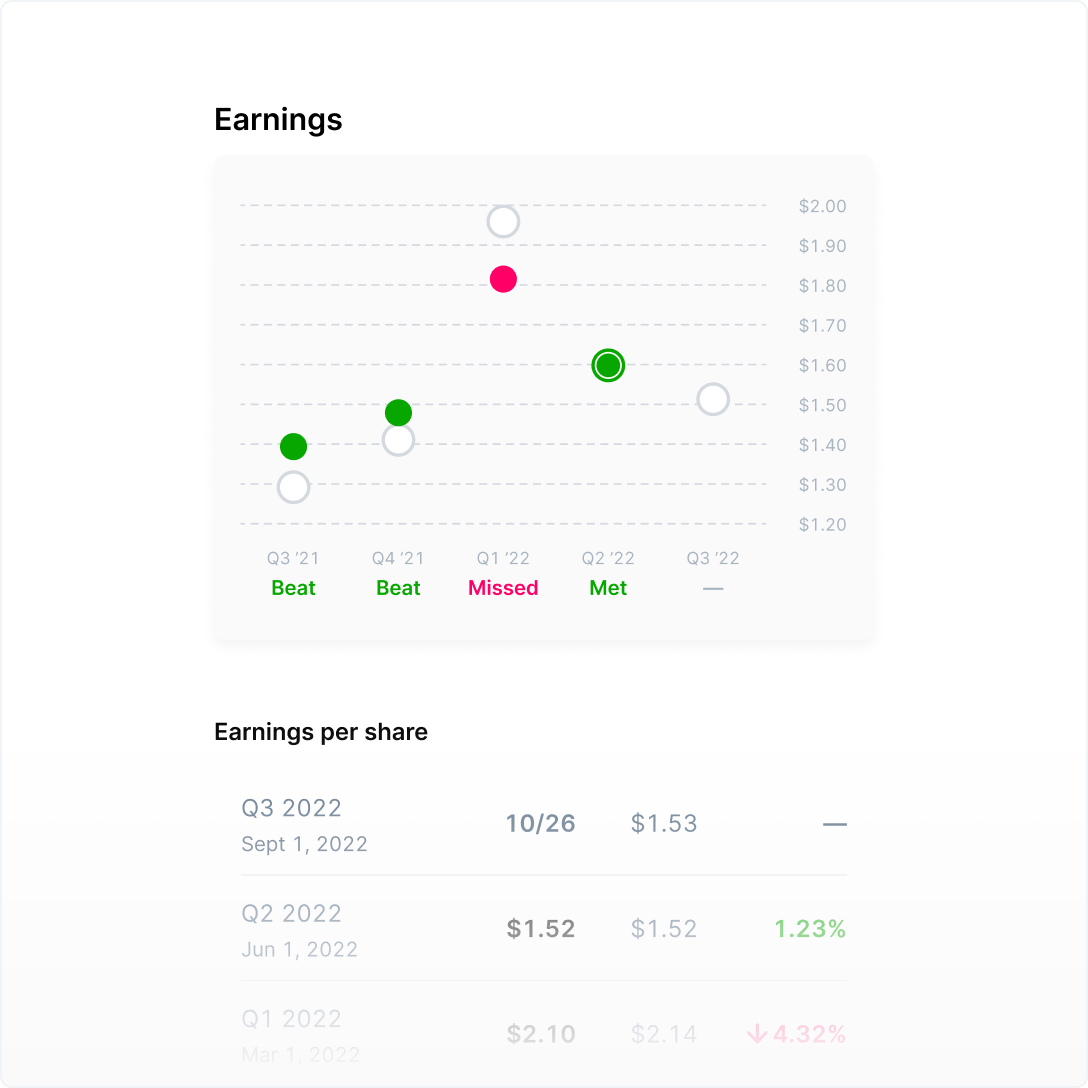 Earnings
$2.00
$1.90
$1.80
$1.70
$1.60
$1.50
$1.40
$1.30
$1.20
Q3 ’21 Q4 ’21 Q1 ’22 Q2 ’22 Q3 ’22
Beat Beat Missed Met —
Earnings per share
Q3 2022 10/26 $1.53 —
Sept 1, 2022
Q2 2022 $1.52 $1.52 1.23%
Jun 1, 2022
Q1 2022 $2.10 $2.14 ↓ 4.32%
Mar 1, 2022